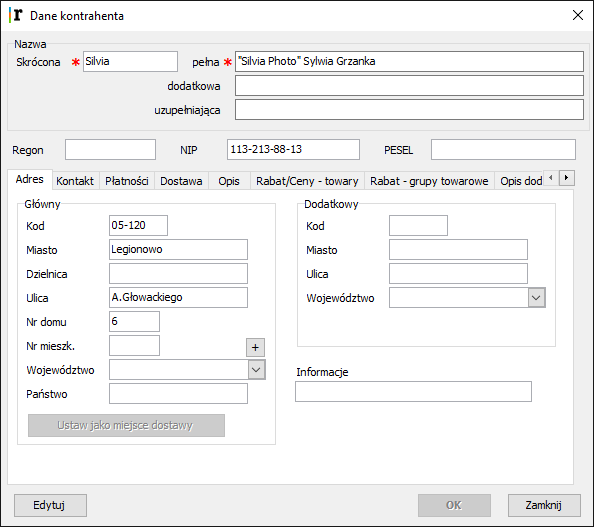 r Dane kontrahenta
Nazwa
Skrócona * Silvia pełna * "Silvia Photo" Sylwia Grzanka
dodatkowa
uzupełniająca
Regon NIP 113-213-88-13 PESEL
Adres Kontakt Płatności Dostawa Opis Rabat/Ceny - towary Rabat - grupy towarowe Opis dod
Główny
Kod 05-120
Miasto Legionowo
Dzielnica
Ulica A.Głowackiego
Nr domu 6
Nr mieszk. +
Województwo
Państwo
Ustaw jako miejsce dostawy
Dodatkowy
Kod
Miasto
Ulica
Województwo
Informacje
Edytuj OK Zamknij